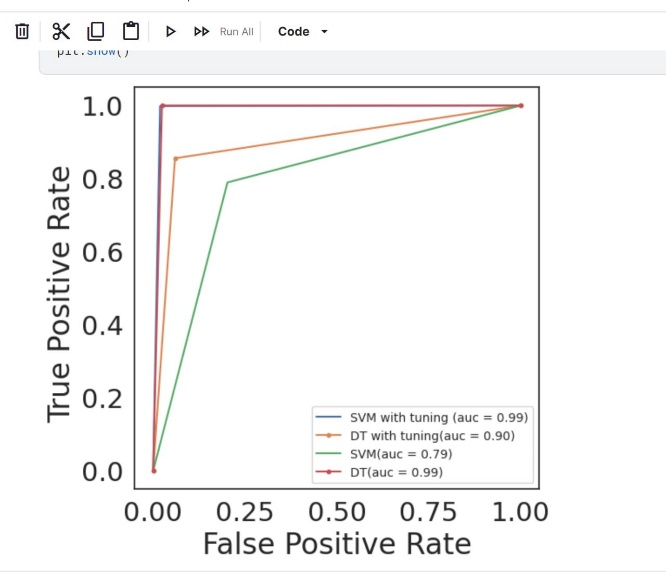 Run All Code
plt.show()
1.0
0.8
0.6
0.4
0.2
0.0
True Positive Rate
SVM with tuning (auc = 0.99)
DT with tuning(auc = 0.90)
SVM(auc = 0.79)
DT(auc = 0.99)
0.00 0.25 0.50 0.75 1.00
False Positive Rate